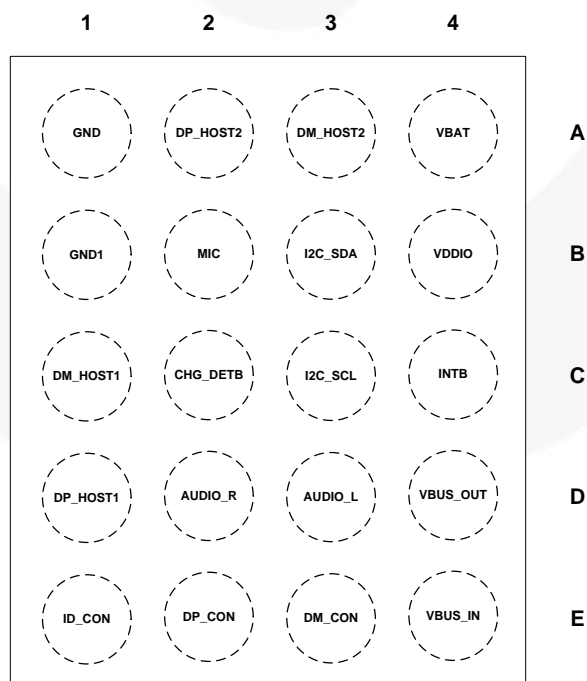 1 2 3 4
GND DP_HOST2 DM_HOST2 VBAT A
GND1 MIC I2C_SDA VDDIO B
DM_HOST1 CHG_DETB I2C_SCL INTB C
DP_HOST1 AUDIO_R AUDIO_L VBUS_OUT D
ID_CON DP_CON DM_CON VBUS_IN E